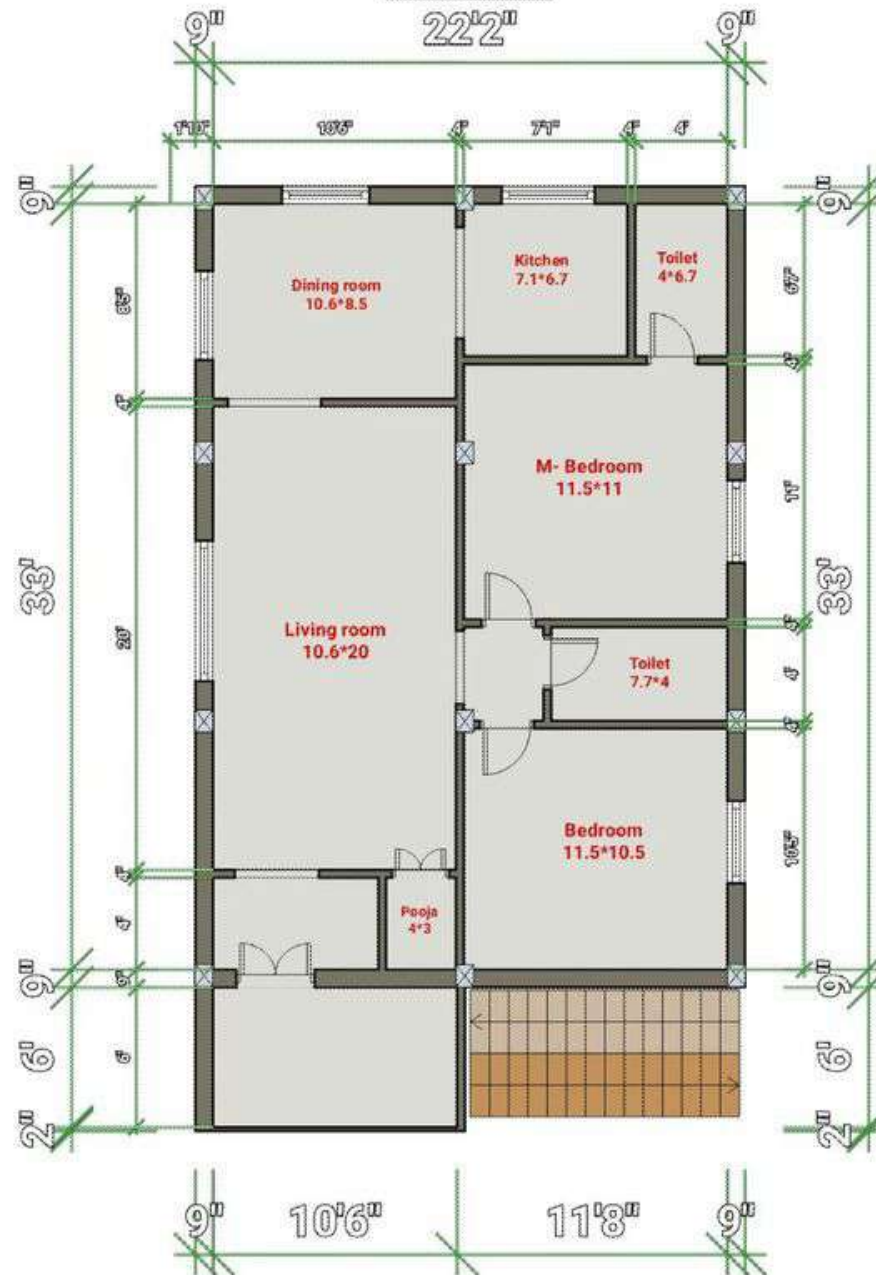 9" 22'2" 9"
1'10" 10'6" 4" 7'1" 4" 4'
9" 9"
Dining room
10.6*8.5
Kitchen
7.1*6.7
Toilet
4*6.7
8'5" 6'7"
4" 4"
M- Bedroom
11.5*11
11'
33' 33'
Living room
10.6*20
20'
Toilet
7.7*4
4'
4"
Bedroom
11.5*10.5
10'5"
4"
Pooja
4*3
4'
9" 9" 9"
6' 6' 6'
2" 2"
9" 10'6" 11'8" 9"